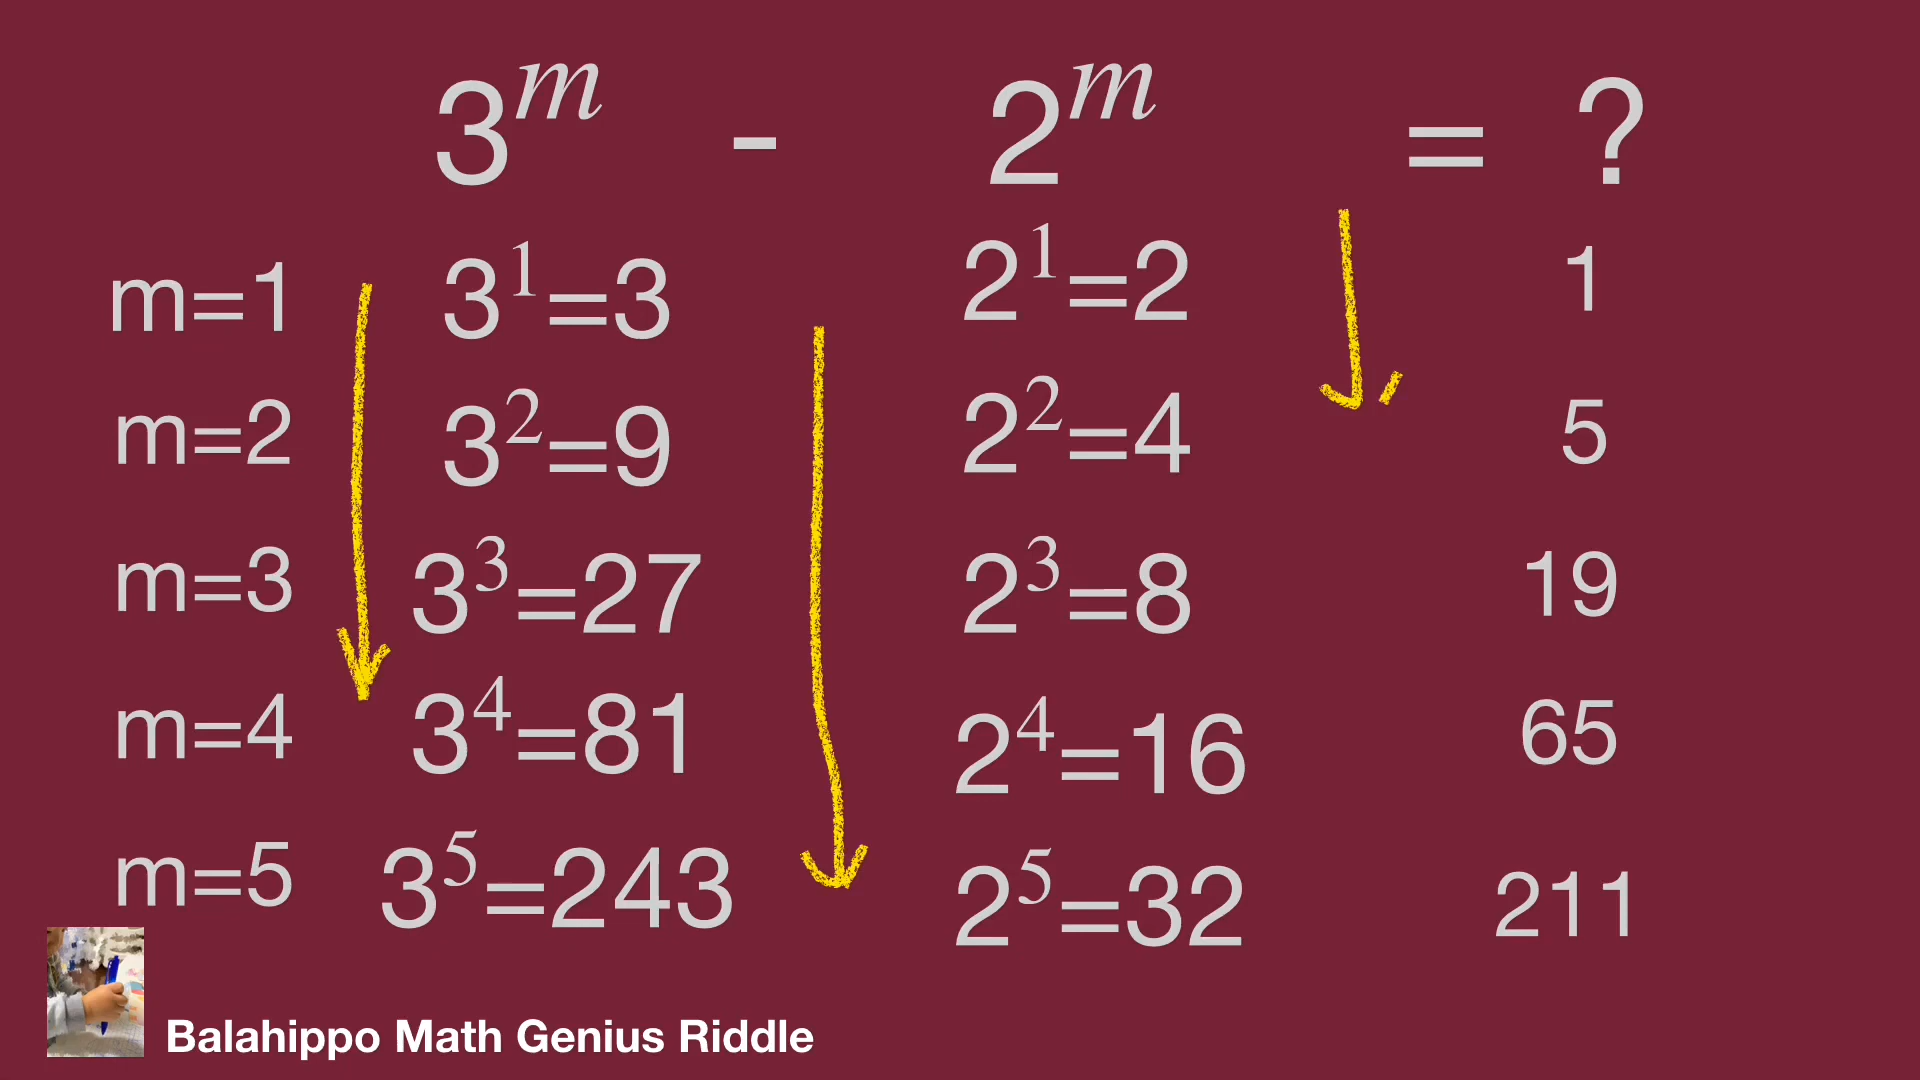 3^m - 2^m = ?
m=1 3^1=3 2^1=2 1
m=2 3^2=9 2^2=4 5
m=3 3^3=27 2^3=8 19
m=4 3^4=81 2^4=16 65
m=5 3^5=243 2^5=32 211
Balahippo Math Genius Riddle